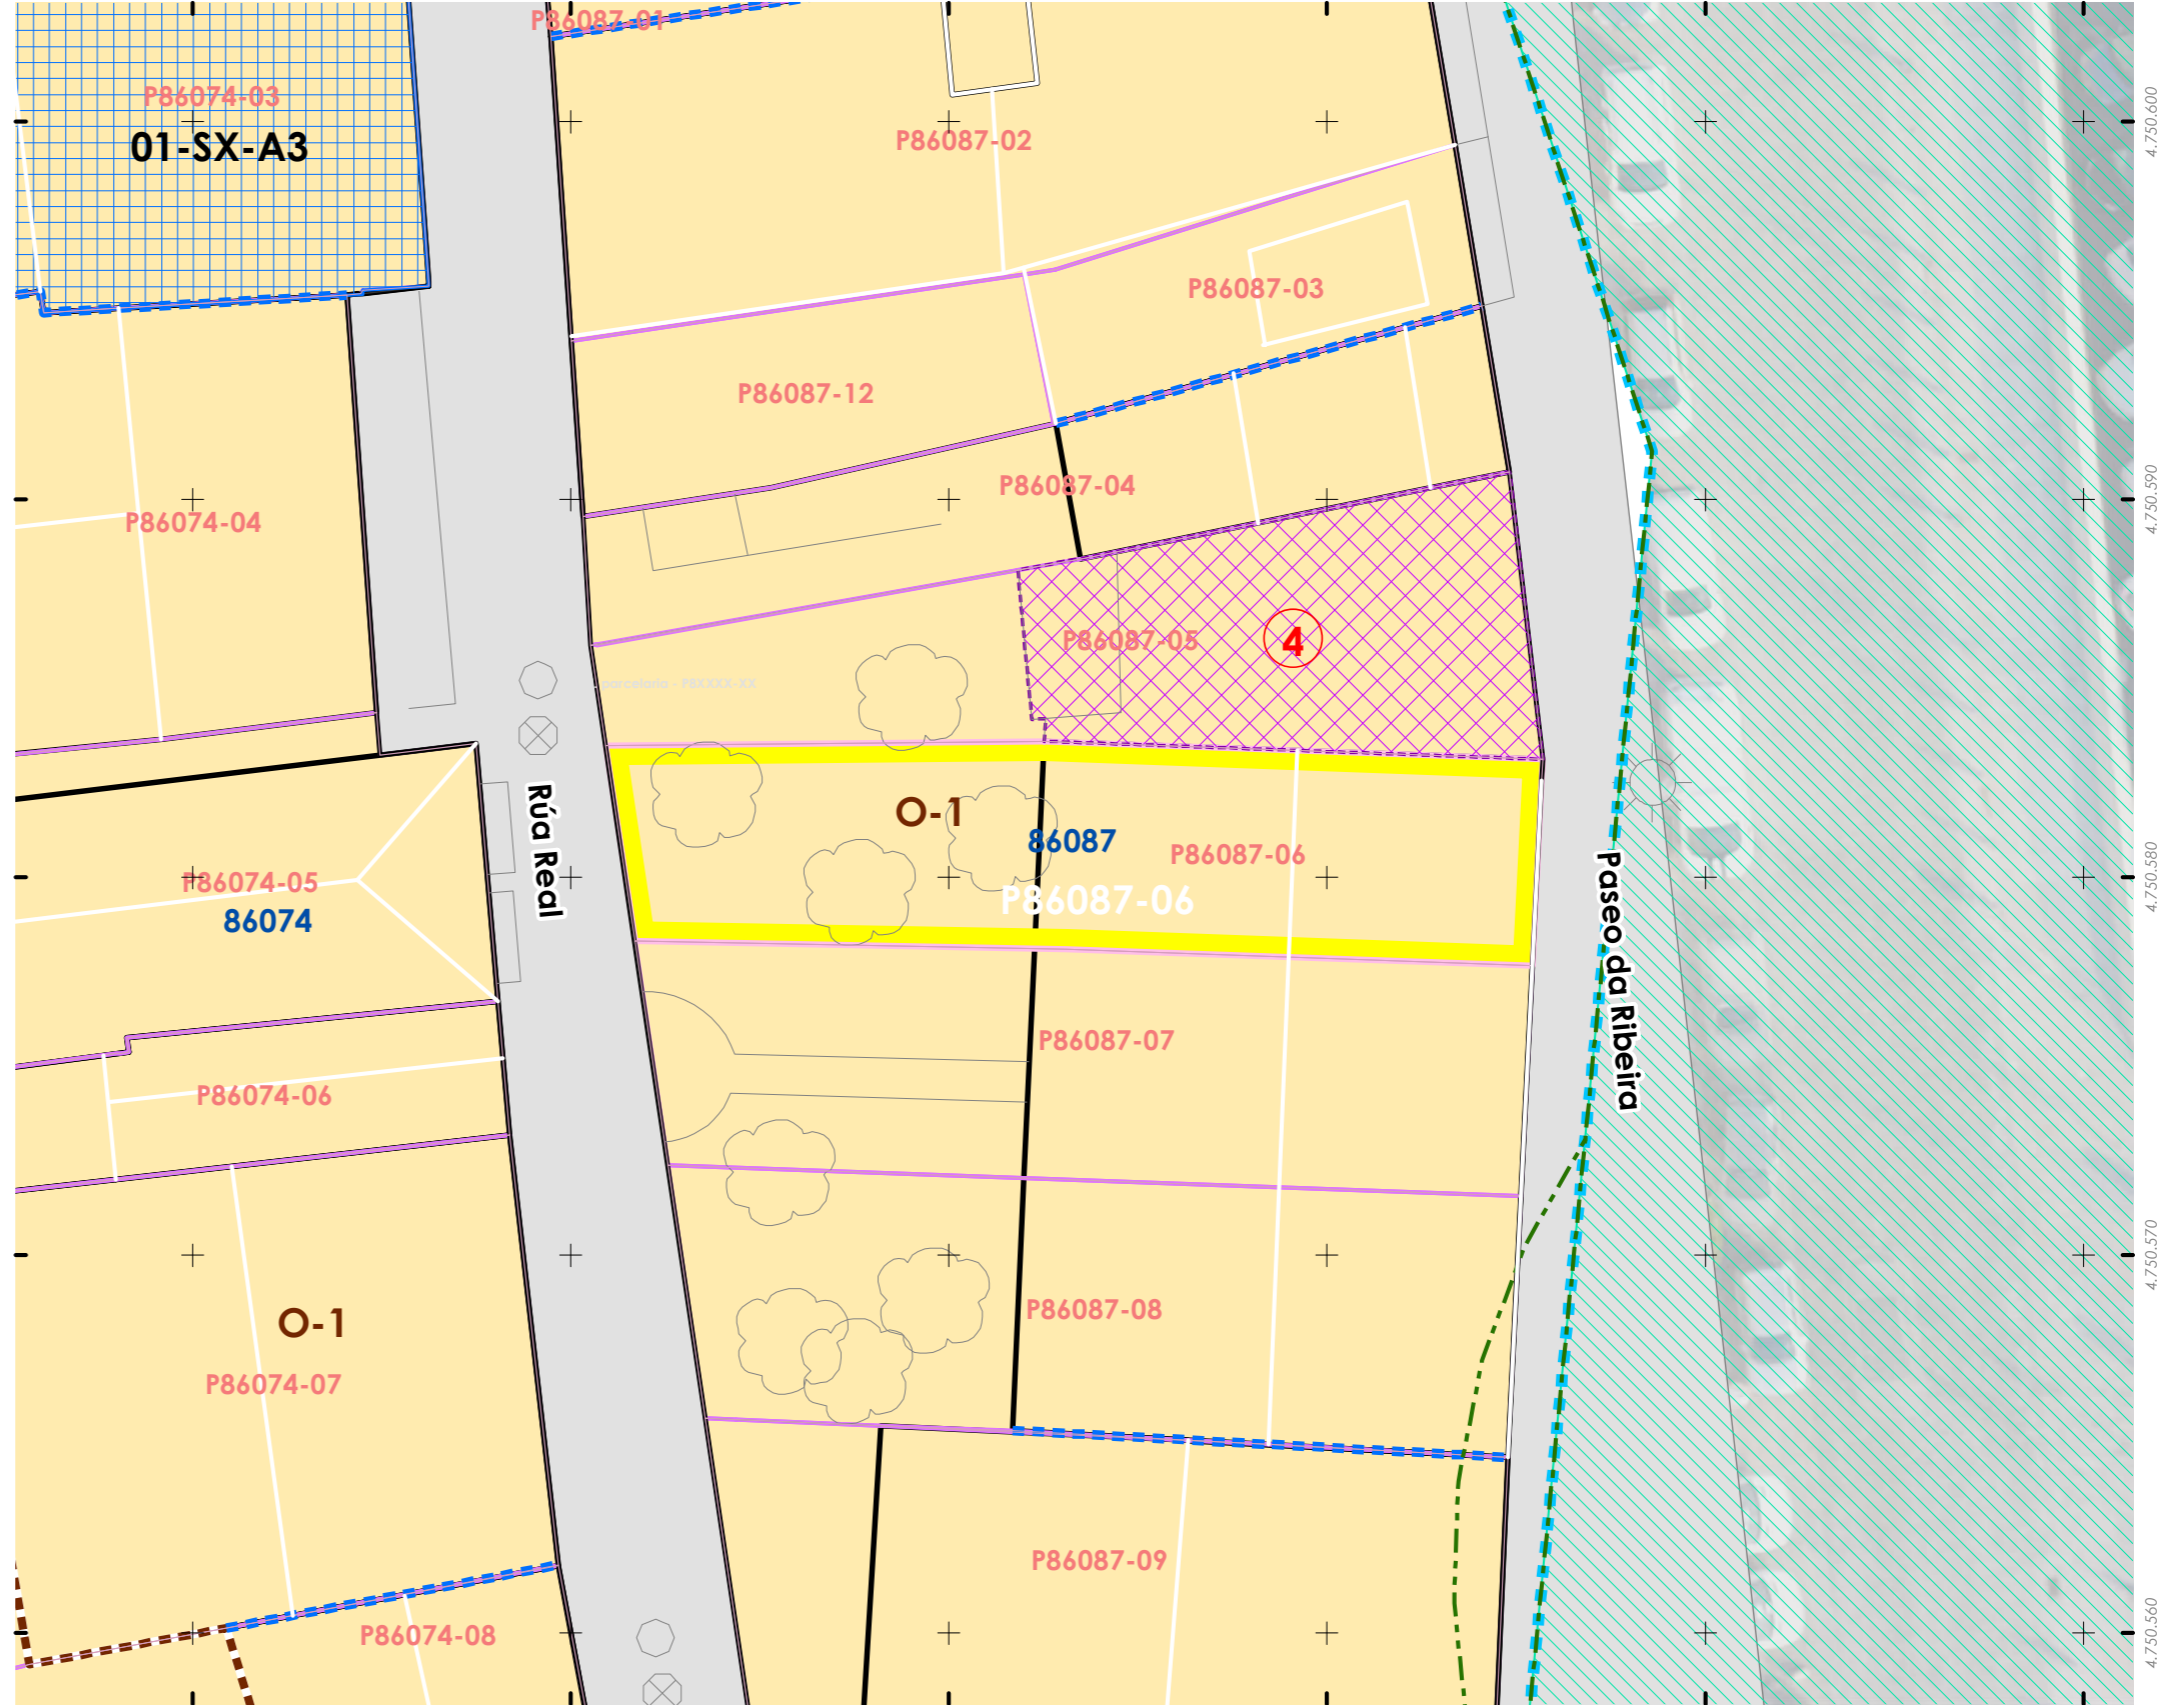 P86087-01
P86074-03
01-SX-A3
P86087-02
4.750.600
P86087-03
P86087-12
P86087-04
4.750.590
P86074-04
P86087-05
4
parcelario - P8XXXX-XX
Rúa Real
O-1
86087
P86087-06
P86087-06
Paseo da Ribeira
4.750.580
P86074-05
86074
P86087-07
P86074-06
4.750.570
P86087-08
O-1
P86074-07
P86087-09
4.750.560
P86074-08